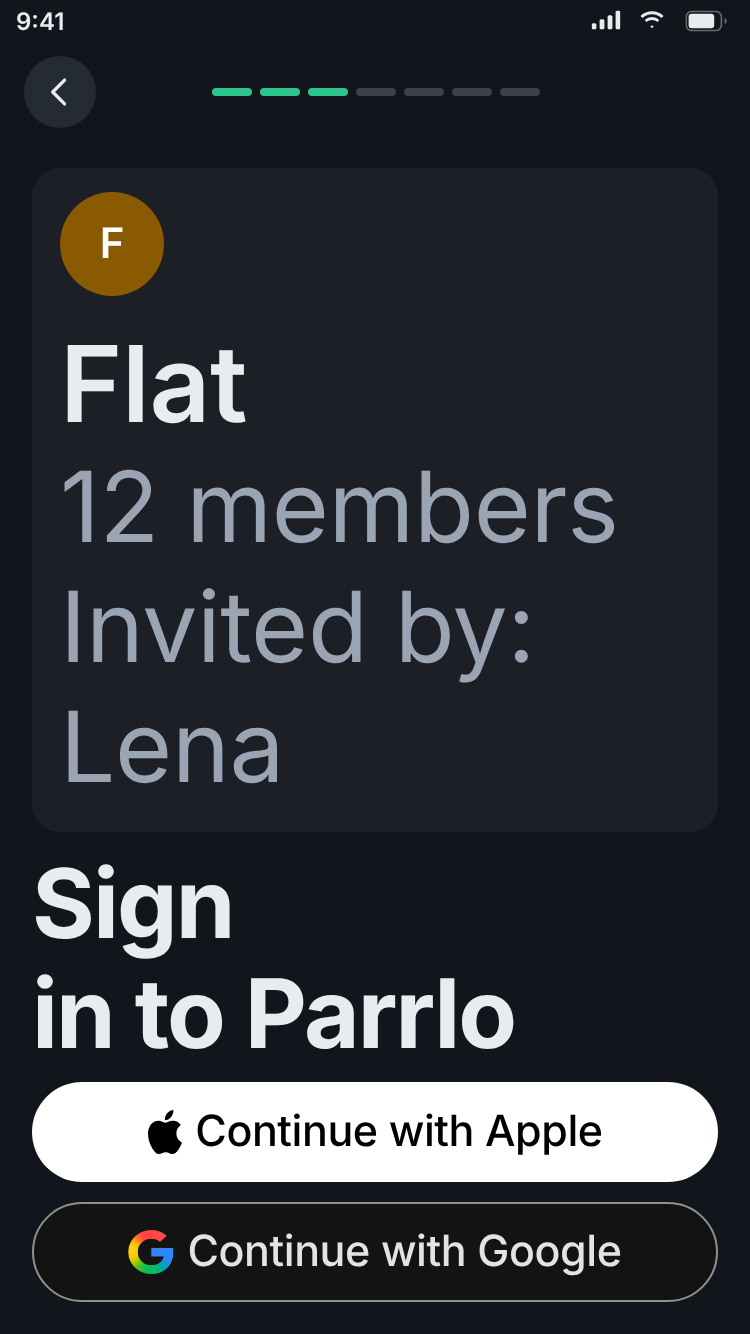 9:41
F
Flat
12 members
Invited by:
Lena
Sign
in to Parrlo
Continue with Apple
Continue with Google